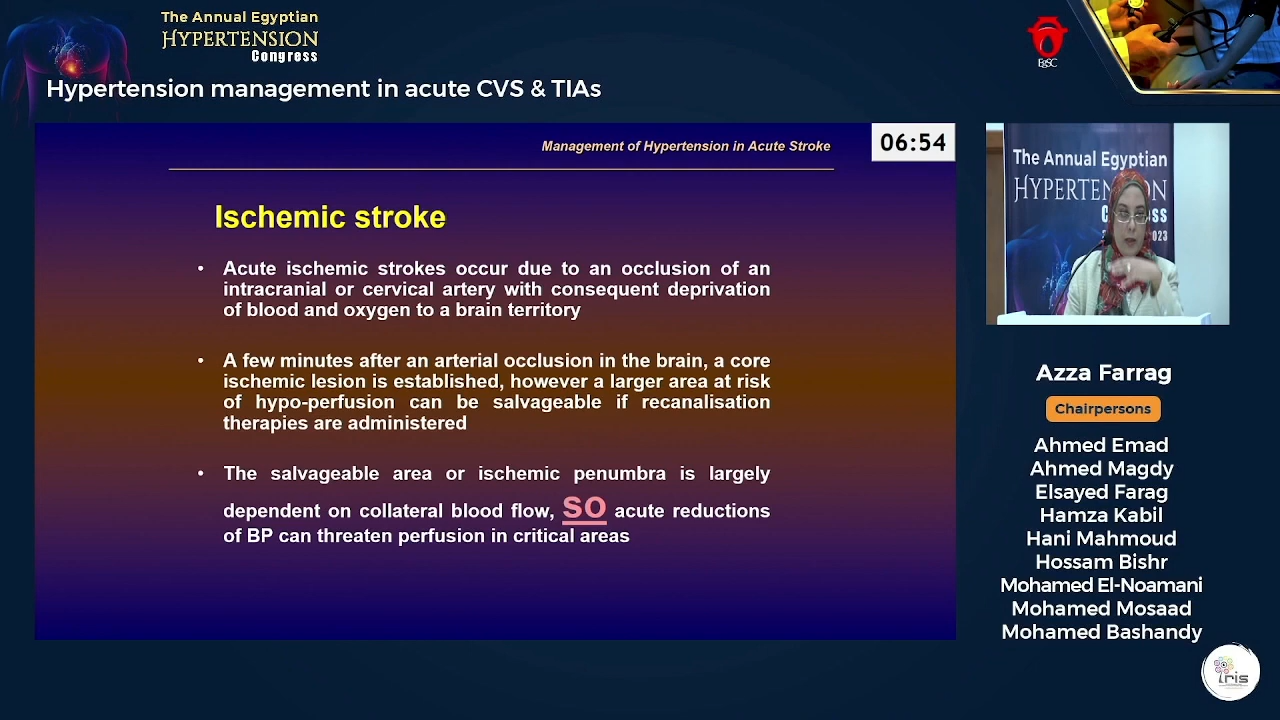 The Annual Egyptian
HYPERTENSION
Congress
EgSC
Hypertension management in acute CVS & TIAs
Management of Hypertension in Acute Stroke
06:54
Ischemic stroke
• Acute ischemic strokes occur due to an occlusion of an
intracranial or cervical artery with consequent deprivation
of blood and oxygen to a brain territory
• A few minutes after an arterial occlusion in the brain, a core
ischemic lesion is established, however a larger area at risk
of hypo-perfusion can be salvageable if recanalisation
therapies are administered
• The salvageable area or ischemic penumbra is largely
dependent on collateral blood flow, so acute reductions
of BP can threaten perfusion in critical areas
The Annual Egyptian
HYPERTEN ON
C ss
2023
Azza Farrag
Chairpersons
Ahmed Emad
Ahmed Magdy
Elsayed Farag
Hamza Kabil
Hani Mahmoud
Hossam Bishr
Mohamed El-Noamani
Mohamed Mosaad
Mohamed Bashandy
iris